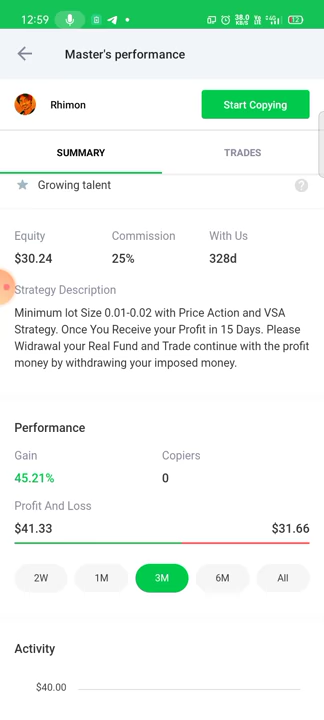 12:59
38.0
KB/S
12
Master's performance
Rhimon
Start Copying
SUMMARY
TRADES
Growing talent
?
Equity
Commission
With Us
$30.24
25%
328d
Strategy Description
Minimum lot Size 0.01-0.02 with Price Action and VSA
Strategy. Once You Receive your Profit in 15 Days. Please
Widrawal your Real Fund and Trade continue with the profit
money by withdrawing your imposed money.
Performance
Gain
Copiers
45.21%
0
Profit And Loss
$41.33
$31.66
2W
1M
3M
6M
All
Activity
$40.00